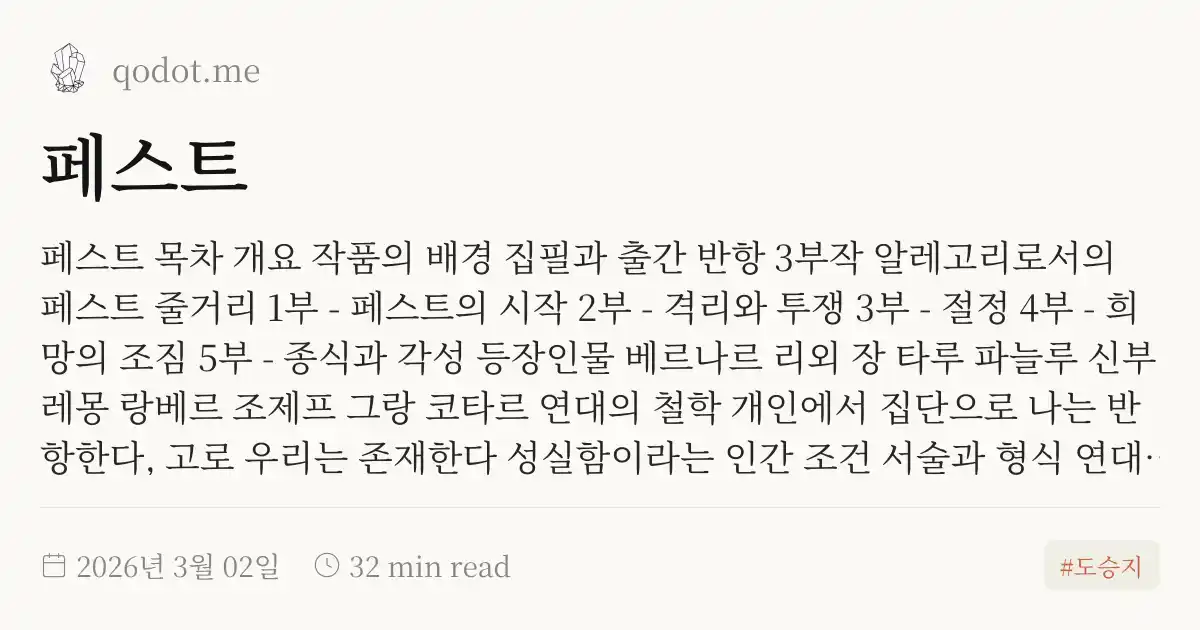 qodot.me
페스트
페스트 목차 개요 작품의 배경 집필과 출간 반항 3부작 알레고리로서의
페스트 줄거리 1부 - 페스트의 시작 2부 - 격리와 투쟁 3부 - 절정 4부 - 희
망의 조짐 5부 - 종식과 각성 등장인물 베르나르 리외 장 타루 파늘루 신부
레몽 랑베르 조제프 그랑 코타르 연대의 철학 개인에서 집단으로 나는 반
항한다, 고로 우리는 존재한다 성실함이라는 인간 조건 서술과 형식 연대…
2026년 3월 02일 32 min read
#도승지